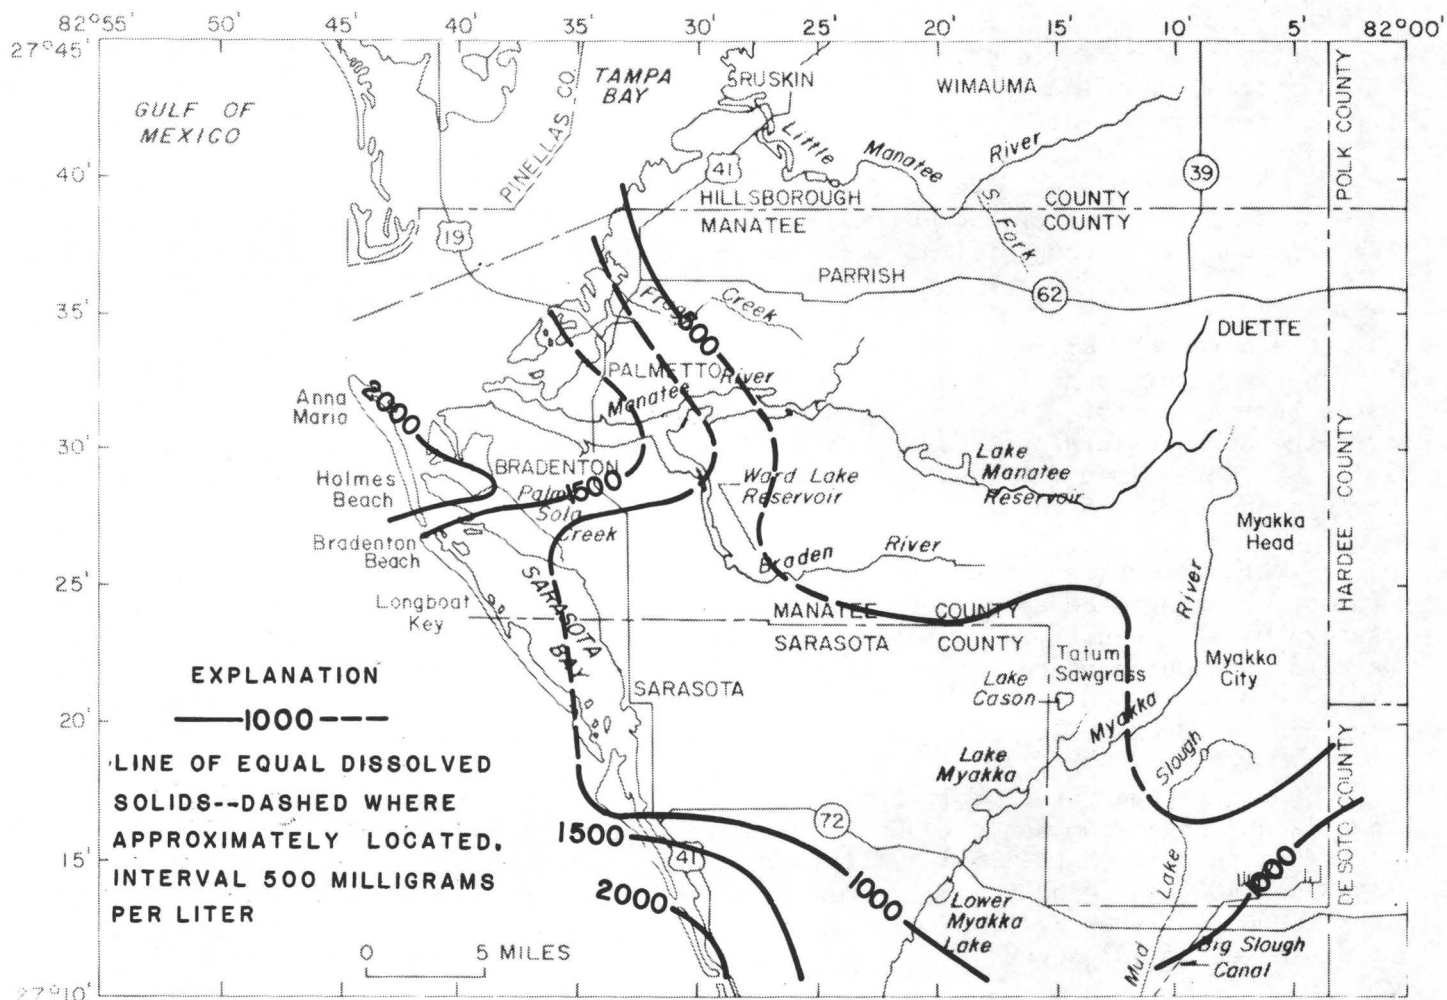 82°55' 50' 45' 40' 35' 30' 25' 20' 15' 10' 5' 82°00'
27°45'
GULF OF
MEXICO
PINELLAS CO.
TAMPA
BAY
RUSKIN
WIMAUMA
Little Manatee River
S. Fork
POLK COUNTY
40'
41
39
HILLSBOROUGH COUNTY
MANATEE COUNTY
19
PARRISH
62
35'
Frog Creek
500
DUETTE
PALMETTO
Manatee River
2000
Anna
Maria
30'
BRADENTON
Holmes
Beach
Palma
Sola
Creek
1500
Ward Lake
Reservoir
Lake
Manatee
Reservoir
HARDEE COUNTY
Myakka
Head
Bradenton
Beach
Braden River
River
25'
Longboat
Key
SARASOTA
BAY
MANATEE COUNTY
SARASOTA COUNTY
Tatum
Sawgrass
Myakka
City
Lake
Cason
SARASOTA
EXPLANATION
1000
20'
Myakka
LINE OF EQUAL DISSOLVED
SOLIDS--DASHED WHERE
APPROXIMATELY LOCATED.
INTERVAL 500 MILLIGRAMS
PER LITER
Lake
Myakka
Slough
DE SOTO COUNTY
72
1500
41
15'
1000
1000
2000
Lower
Myakka
Lake
Mud Lake
Big Slough
Canal
0 5 MILES
27°10'